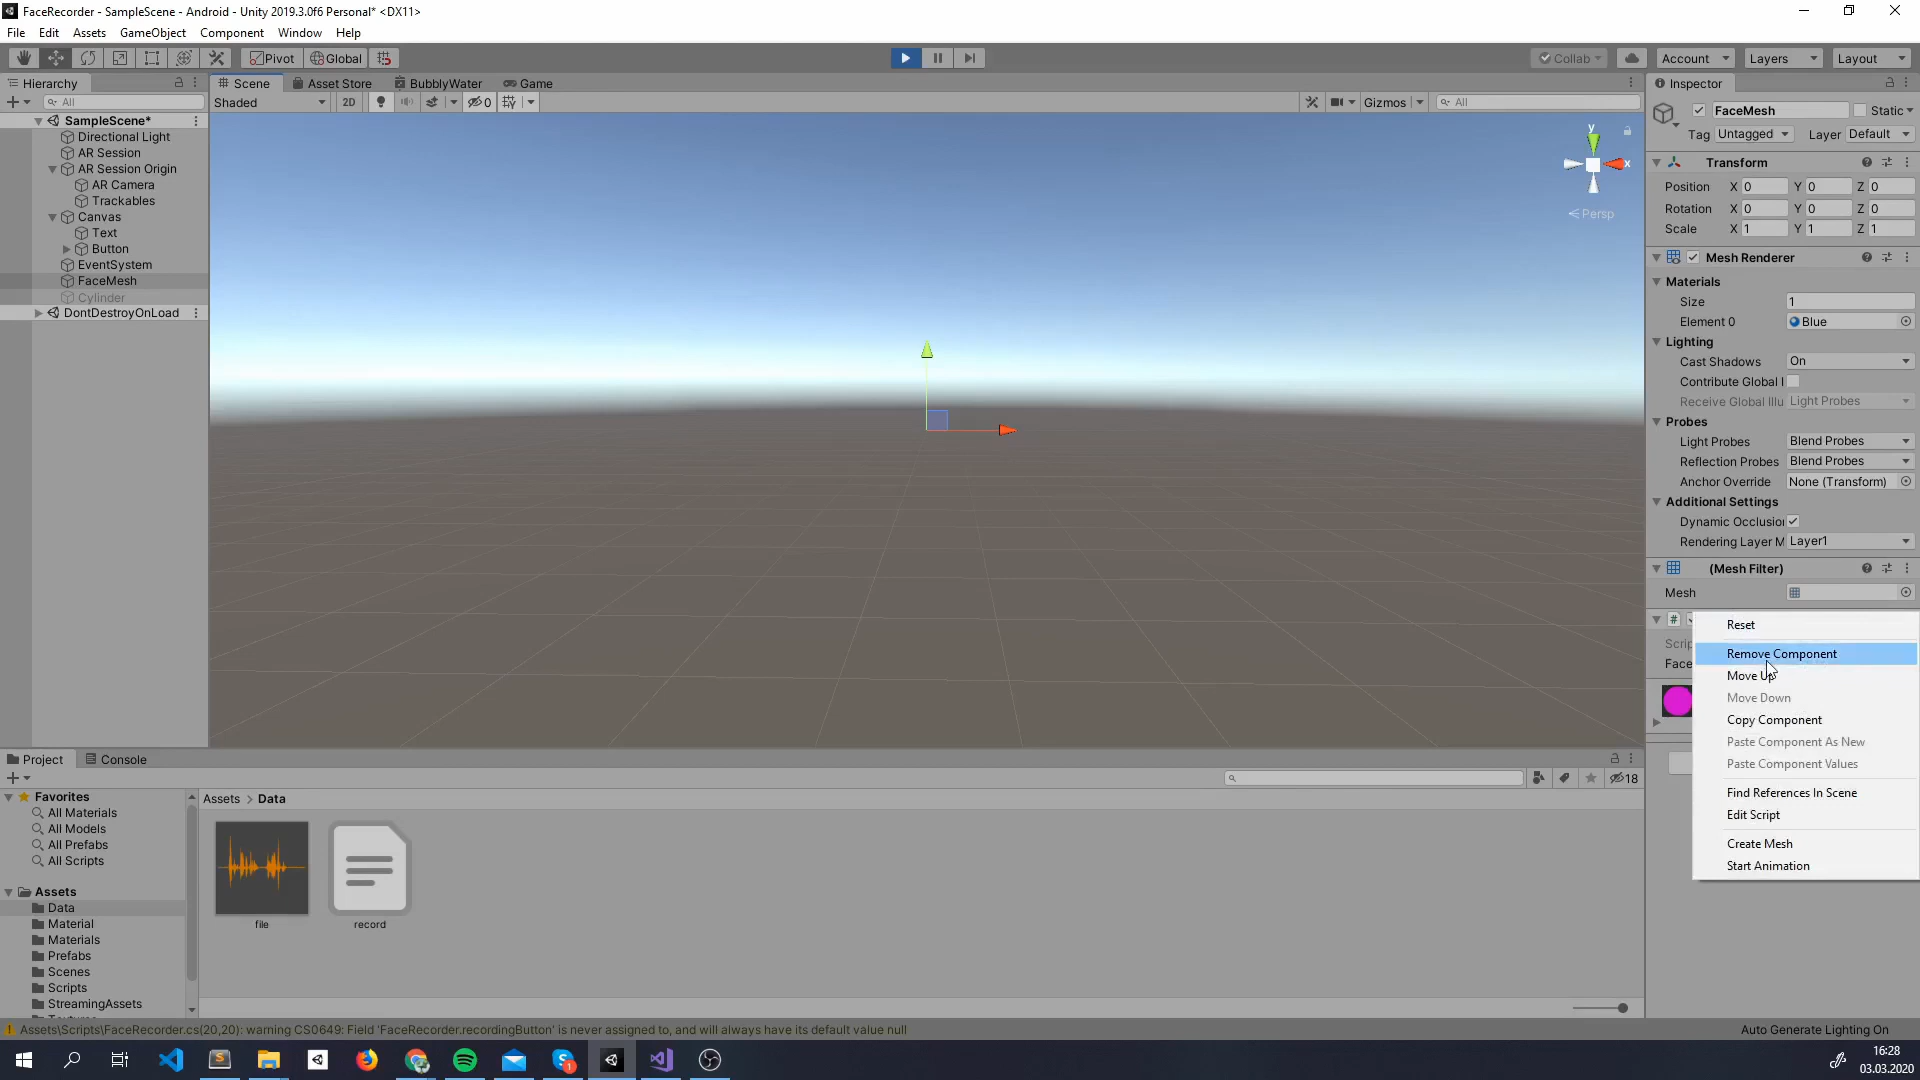 FaceRecorder - SampleScene - Android - Unity 2019.3.0f6 Personal* <DX11>
File Edit Assets GameObject Component Window Help
Pivot Global Collab Account Layers Layout
Hierarchy Scene Asset Store BubblyWater Game Inspector
All Shaded 2D 0 Gizmos All
FaceMesh Static
Tag Untagged Layer Default
SampleScene*
Directional Light
AR Session
AR Session Origin
AR Camera
Trackables
Canvas
Text
Button
EventSystem
FaceMesh
Cylinder
DontDestroyOnLoad
y
x
Persp
Transform
Position X 0 Y 0 Z 0
Rotation X 0 Y 0 Z 0
Scale X 1 Y 1 Z 1
Mesh Renderer
Materials
Size 1
Element 0 Blue
Lighting
Cast Shadows On
Contribute Global I
Receive Global Illu Light Probes
Probes
Light Probes Blend Probes
Reflection Probes Blend Probes
Anchor Override None (Transform)
Additional Settings
Dynamic Occlusion
Rendering Layer M Layer1
(Mesh Filter)
Mesh
Scrip
Face
Reset
Remove Component
Move Up
Move Down
Copy Component
Paste Component As New
Paste Component Values
Find References In Scene
Edit Script
Create Mesh
Start Animation
Project Console
18
Favorites
All Materials
All Models
All Prefabs
All Scripts
Assets
Data
Material
Materials
Prefabs
Scenes
Scripts
StreamingAssets
Assets > Data
file
record
Assets\Scripts\FaceRecorder.cs(20,20): warning CS0649: Field 'FaceRecorder.recordingButton' is never assigned to, and will always have its default value null
Auto Generate Lighting On
1
16:28
03.03.2020